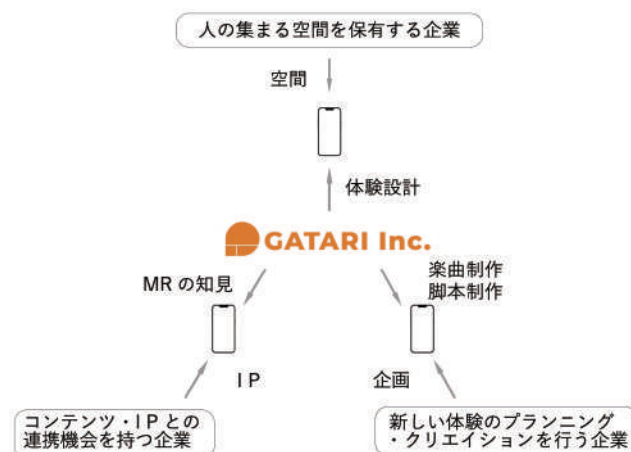 人の集まる空間を保有する企業
空間
体験設計
GATARI Inc.
MRの知見
楽曲制作
脚本制作
IP
企画
コンテンツ・IPとの
連携機会を持つ企業
新しい体験のプランニング
・クリエイションを行う企業